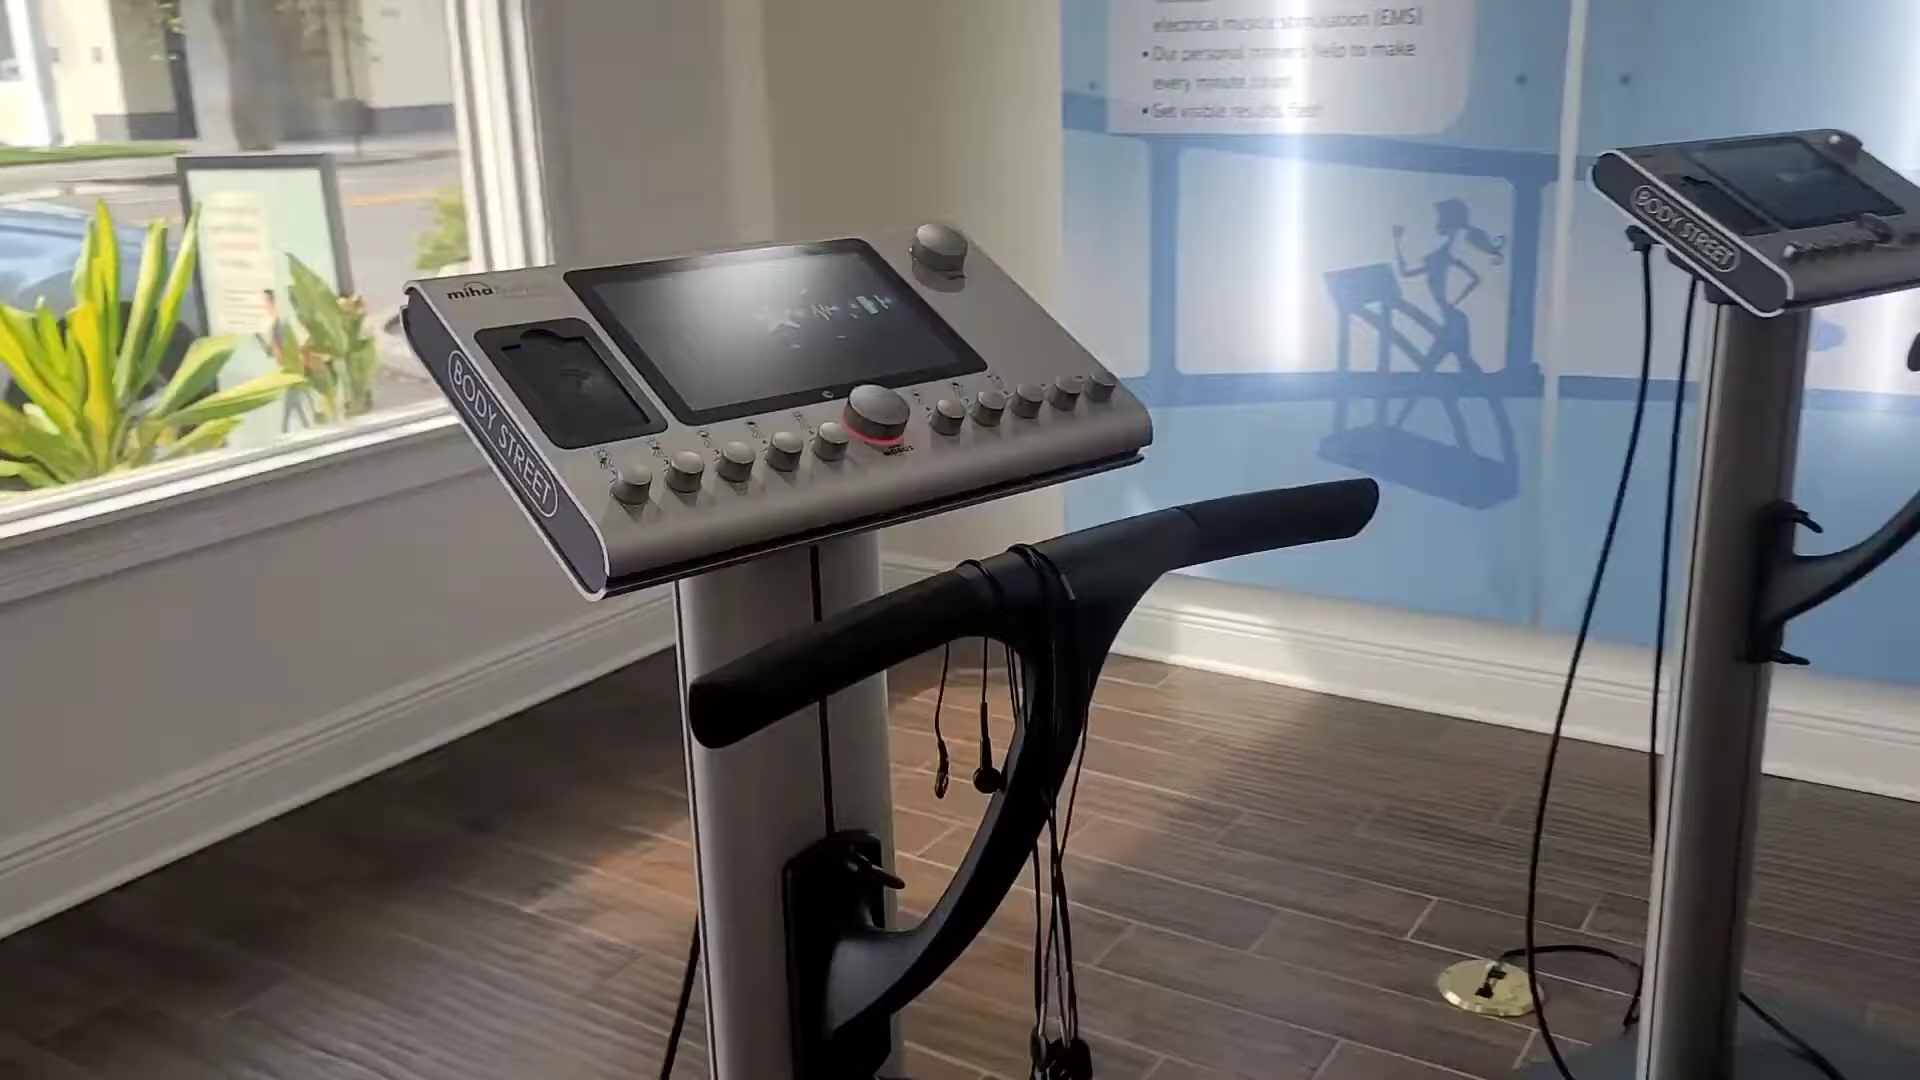 electrical muscle stimulation (EMS)
• Our personal trainers help to make
every minute count
• Get visible results, fast!
miha
BODY STREET
BODY STREET